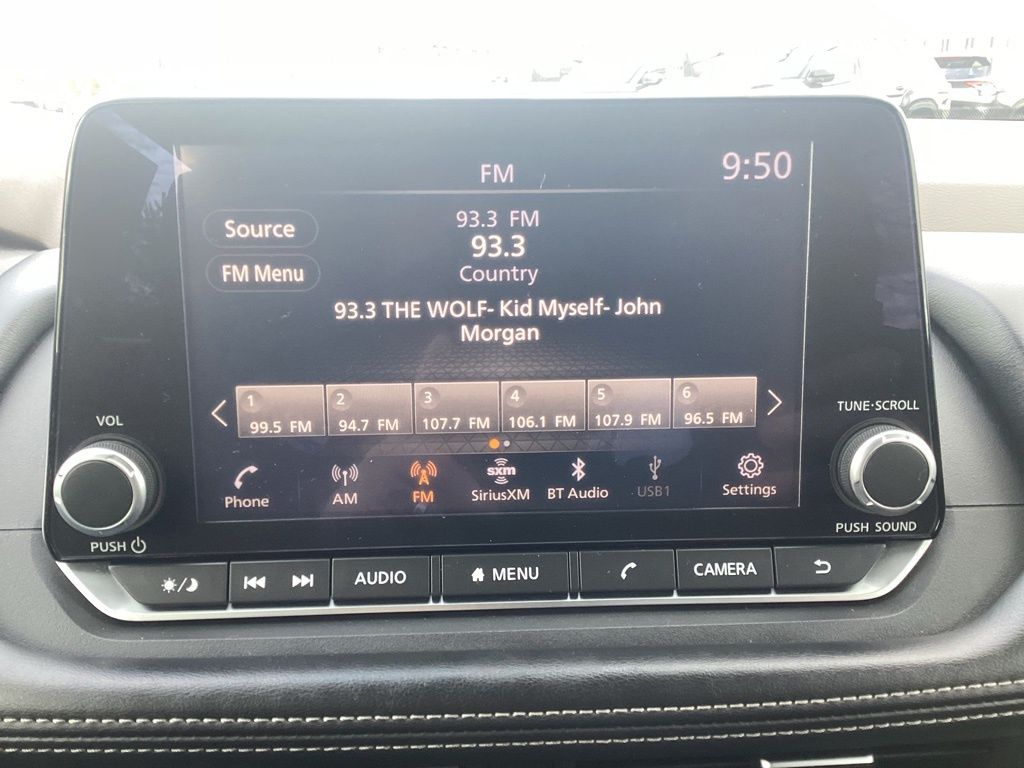 FM
9:50
Source
93.3 FM
93.3
FM Menu
Country
93.3 THE WOLF- Kid Myself- John
Morgan
1
2
3
4
5
6
99.5 FM
94.7 FM
107.7 FM
106.1 FM
107.9 FM
96.5 FM
VOL
TUNE·SCROLL
Phone
AM
FM
sxm
SiriusXM
BT Audio
USB1
Settings
PUSH
PUSH SOUND
AUDIO
MENU
CAMERA